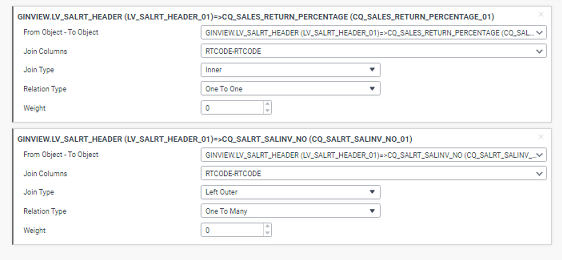 GINVIEW.LV_SALRT_HEADER (LV_SALRT_HEADER_01)=>CQ_SALES_RETURN_PERCENTAGE (CQ_SALES_RETURN_PERCENTAGE_01)
From Object - To Object GINVIEW.LV_SALRT_HEADER (LV_SALRT_HEADER_01)=>CQ_SALES_RETURN_PERCENTAGE (CQ_SAL...
Join Columns RTCODE-RTCODE
Join Type Inner
Relation Type One To One
Weight 0
GINVIEW.LV_SALRT_HEADER (LV_SALRT_HEADER_01)=>CQ_SALRT_SALINV_NO (CQ_SALRT_SALINV_NO_01)
From Object - To Object GINVIEW.LV_SALRT_HEADER (LV_SALRT_HEADER_01)=>CQ_SALRT_SALINV_NO (CQ_SALRT_SALINV_...
Join Columns RTCODE-RTCODE
Join Type Left Outer
Relation Type One To Many
Weight 0